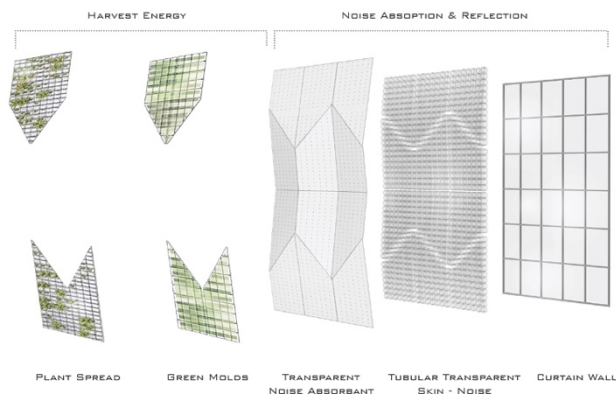 Harvest Energy
Noise Absoption & Reflection
Plant Spread
Green Molds
Transparent
Noise Absorbant
Tubular Transparent
Skin - Noise
Curtain Wall